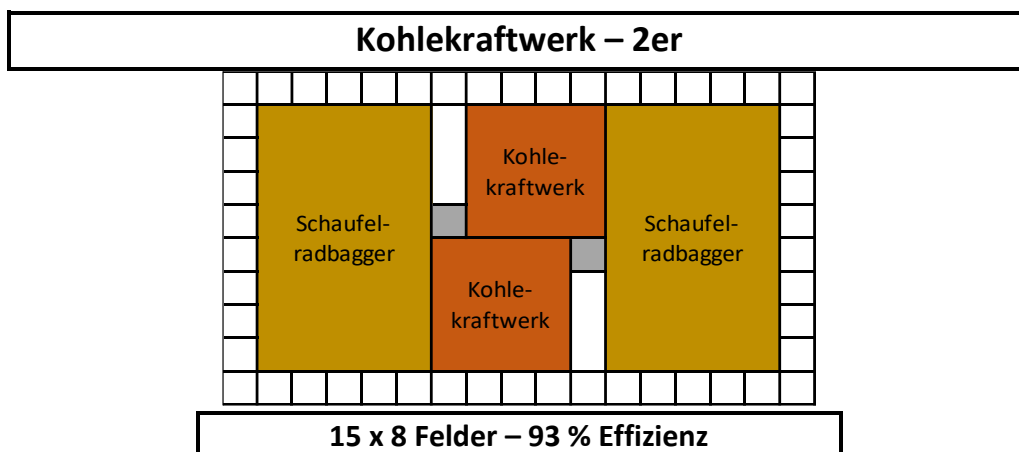 Kohlekraftwerk – 2er
Kohle-
kraftwerk
Schaufel-
radbagger
Schaufel-
radbagger
Kohle-
kraftwerk
15 x 8 Felder – 93 % Effizienz